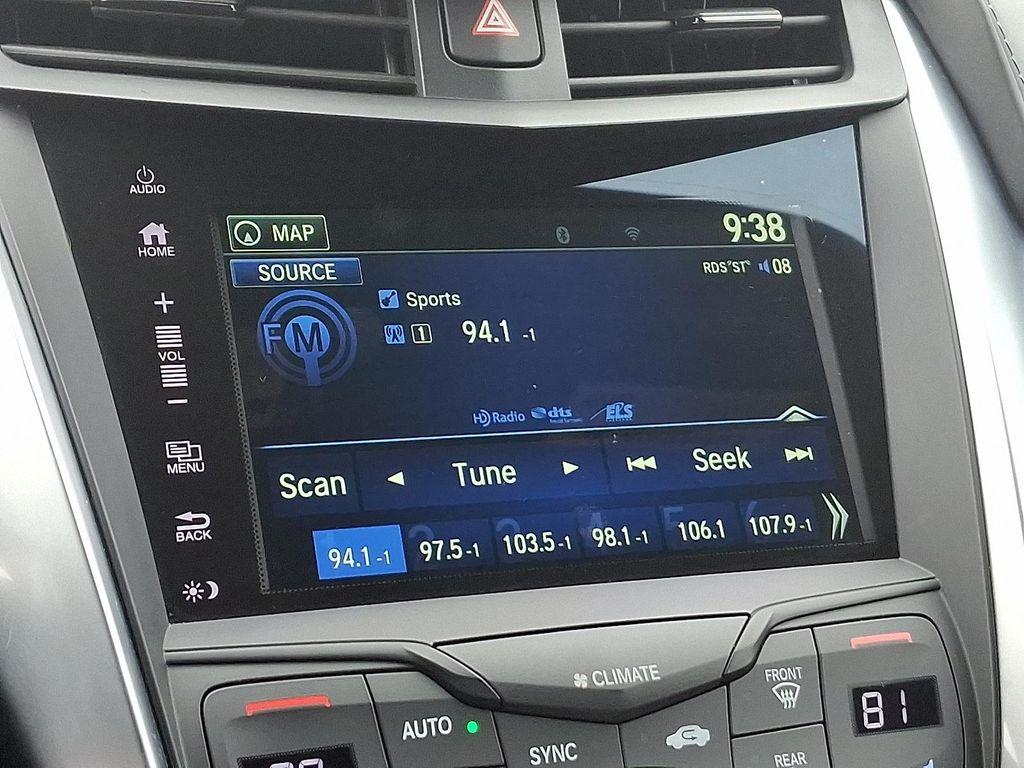 AUDIO
HOME
+
VOL
−
MENU
BACK
MAP
9:38
SOURCE
RDS ST 08
Sports
FM
1 94.1 -1
HD Radio dts ELS
Scan Tune Seek
94.1 -1 97.5 -1 103.5 -1 98.1 -1 106.1 107.9 -1
CLIMATE
AUTO
SYNC
FRONT
REAR
81